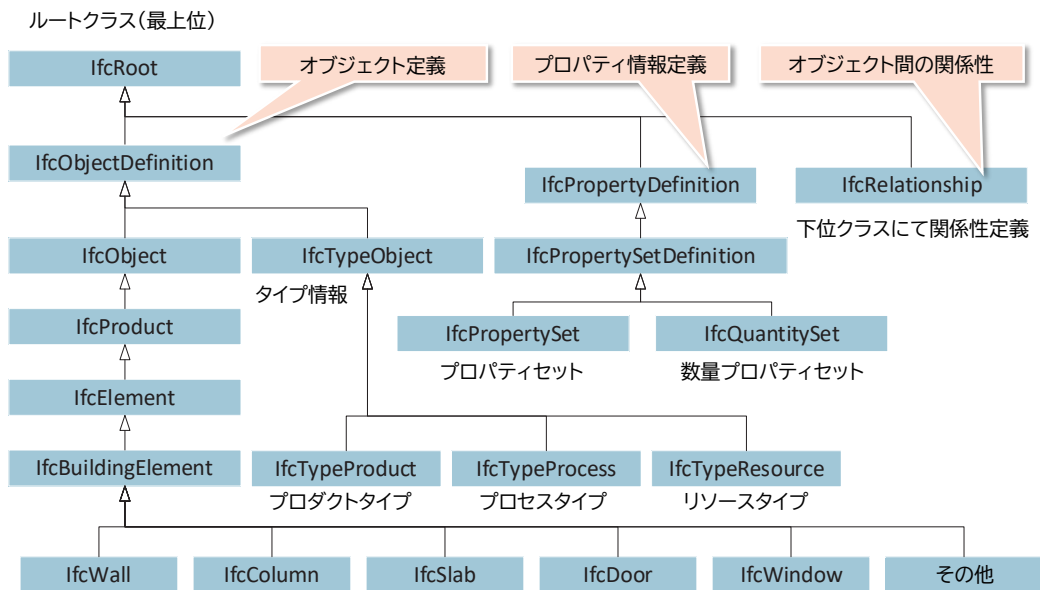 ルートクラス（最上位）
IfcRoot
オブジェクト定義
プロパティ情報定義
オブジェクト間の関係性
IfcObjectDefinition
IfcPropertyDefinition
IfcRelationship
下位クラスにて関係性定義
IfcObject
IfcTypeObject
IfcPropertySetDefinition
タイプ情報
IfcProduct
IfcPropertySet
IfcQuantitySet
プロパティセット
数量プロパティセット
IfcElement
IfcBuildingElement
IfcTypeProduct
IfcTypeProcess
IfcTypeResource
プロダクトタイプ
プロセスタイプ
リソースタイプ
IfcWall
IfcColumn
IfcSlab
IfcDoor
IfcWindow
その他